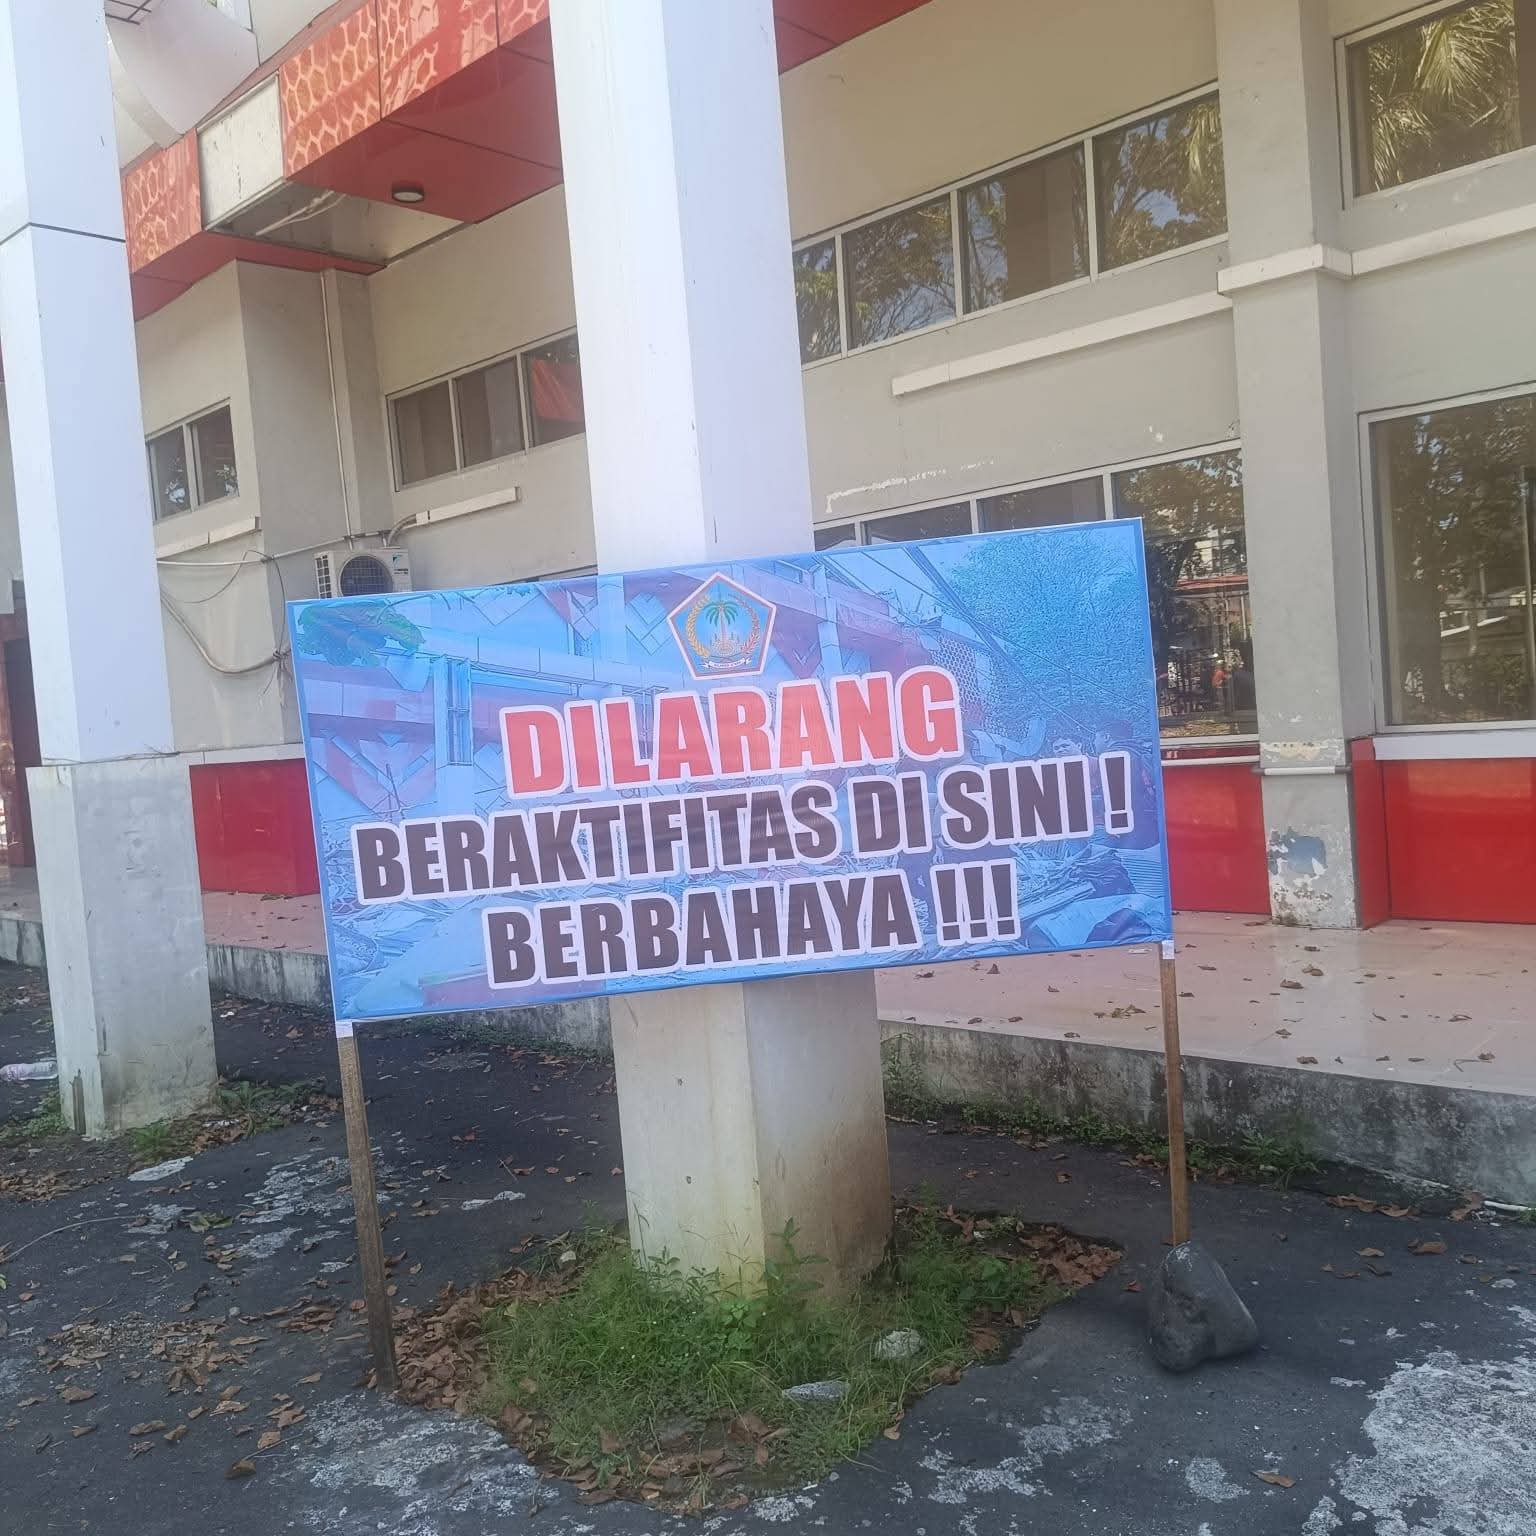 DILARANG
BERAKTIFITAS DI SINI !
BERBAHAYA !!!